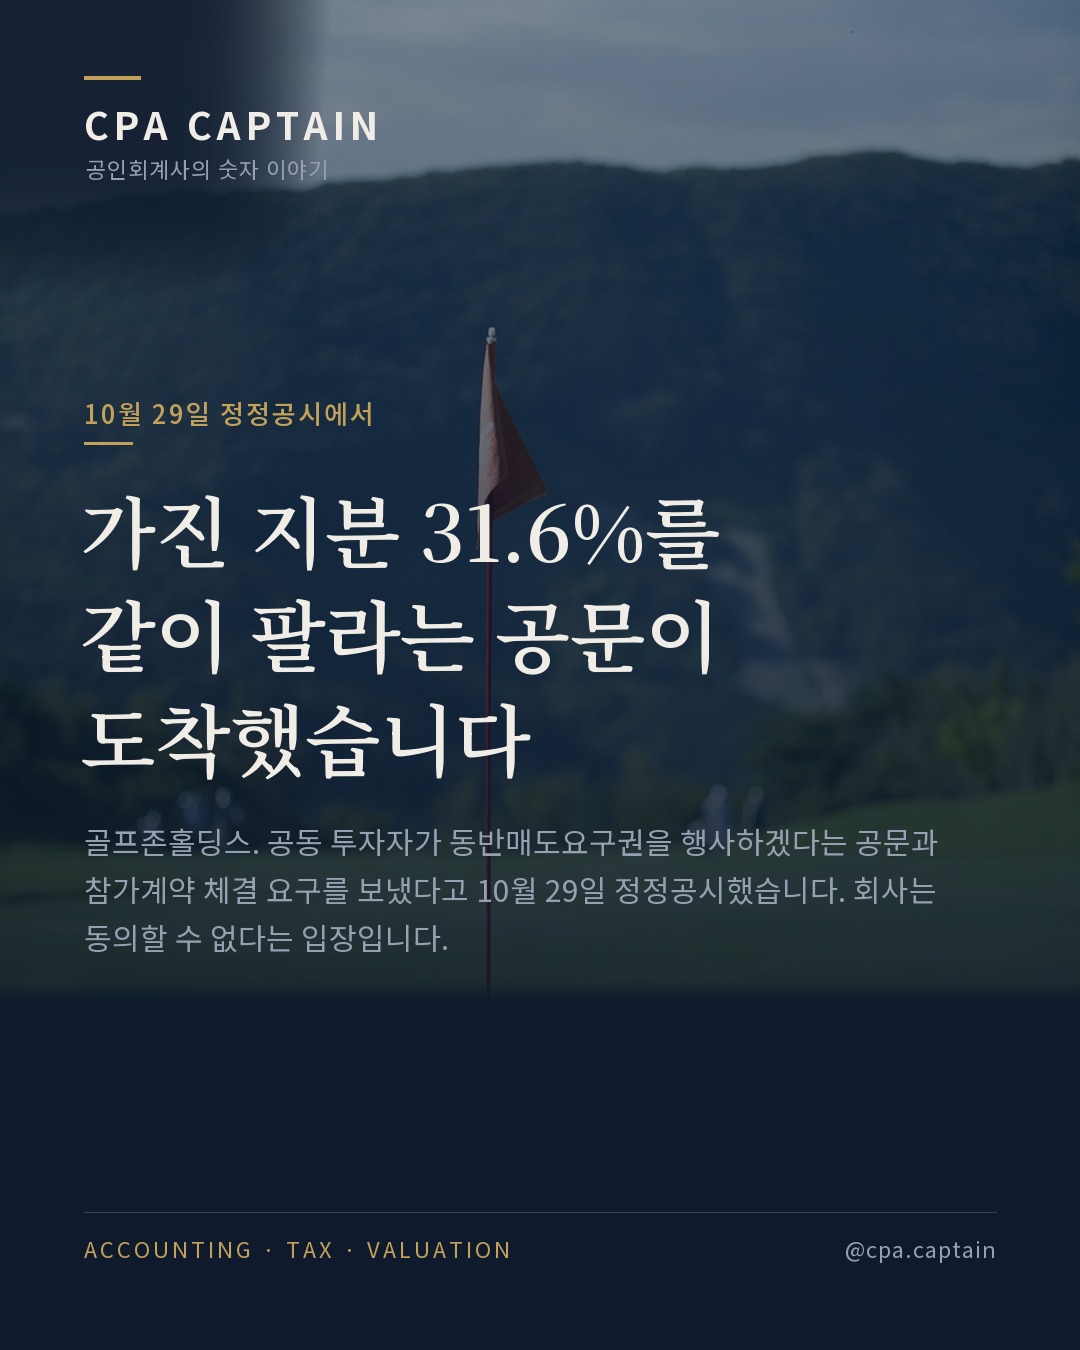 CPA CAPTAIN
공인회계사의 숫자 이야기
10월 29일 정정공시에서
가진 지분 31.6%를
같이 팔라는 공문이
도착했습니다
골프존홀딩스. 공동 투자자가 동반매도요구권을 행사하겠다는 공문과
참가계약 체결 요구를 보냈다고 10월 29일 정정공시했습니다. 회사는
동의할 수 없다는 입장입니다.
ACCOUNTING · TAX · VALUATION
@cpa.captain